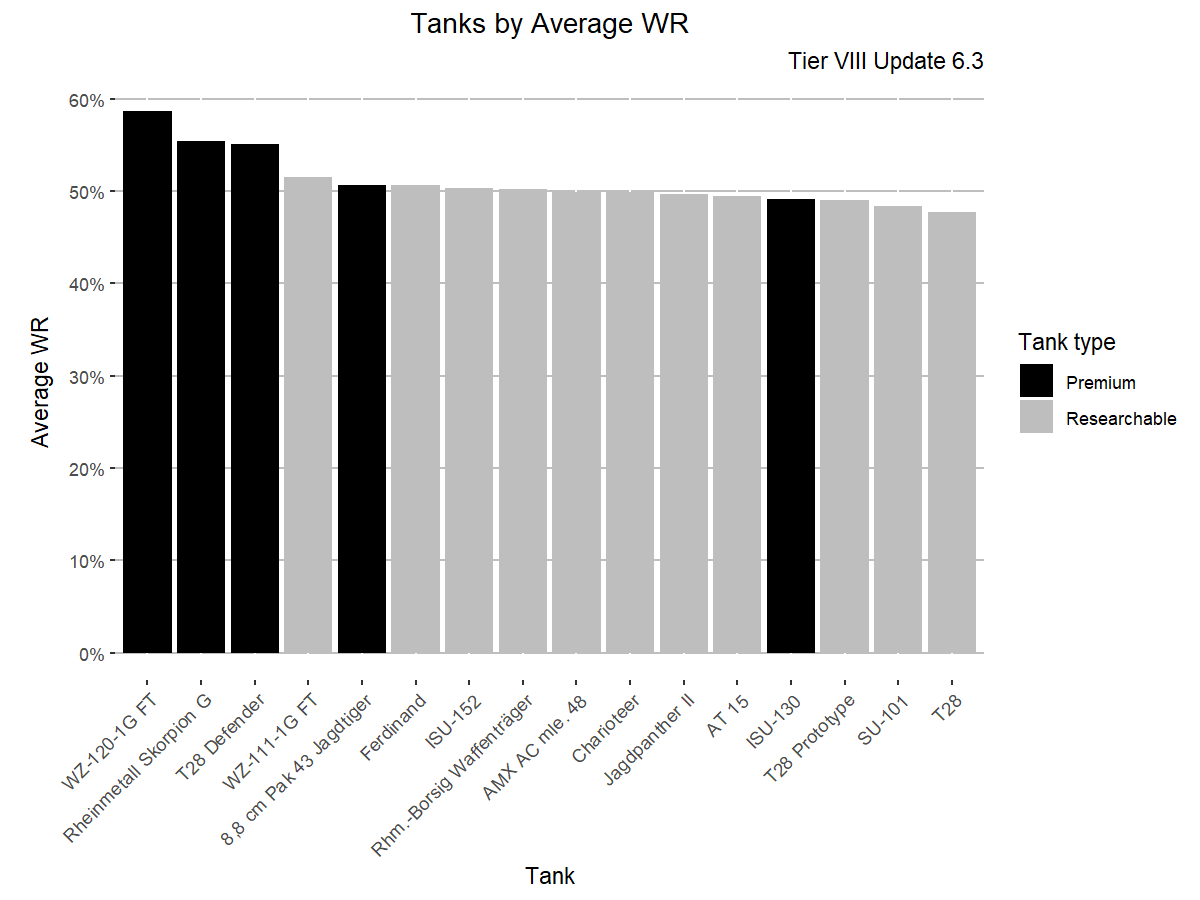 Tanks by Average WR
Tier VIII Update 6.3
60%
50%
40%
30%
20%
10%
0%
Average WR
WZ-120-1G FT
Rheinmetall Skorpion G
T28 Defender
WZ-111-1G FT
8,8 cm Pak 43 Jagdtiger
Ferdinand
ISU-152
Rhm.-Borsig Waffenträger
AMX AC mle. 48
Charioteer
Jagdpanther II
AT 15
ISU-130
T28 Prototype
SU-101
T28
Tank
Tank type
Premium
Researchable